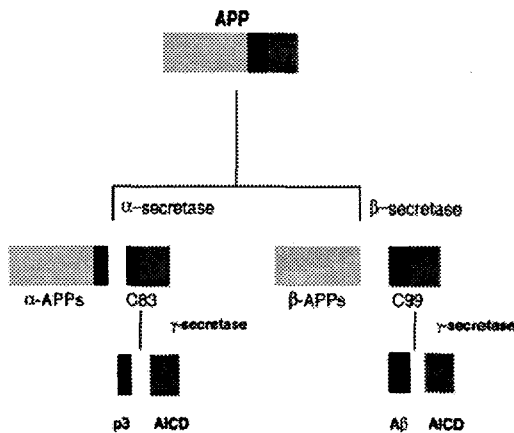 APP
α-secretase β-secretase
α-APPs C83 β-APPs C99
γ-secretase γ-secretase
p3 AICD Aβ AICD